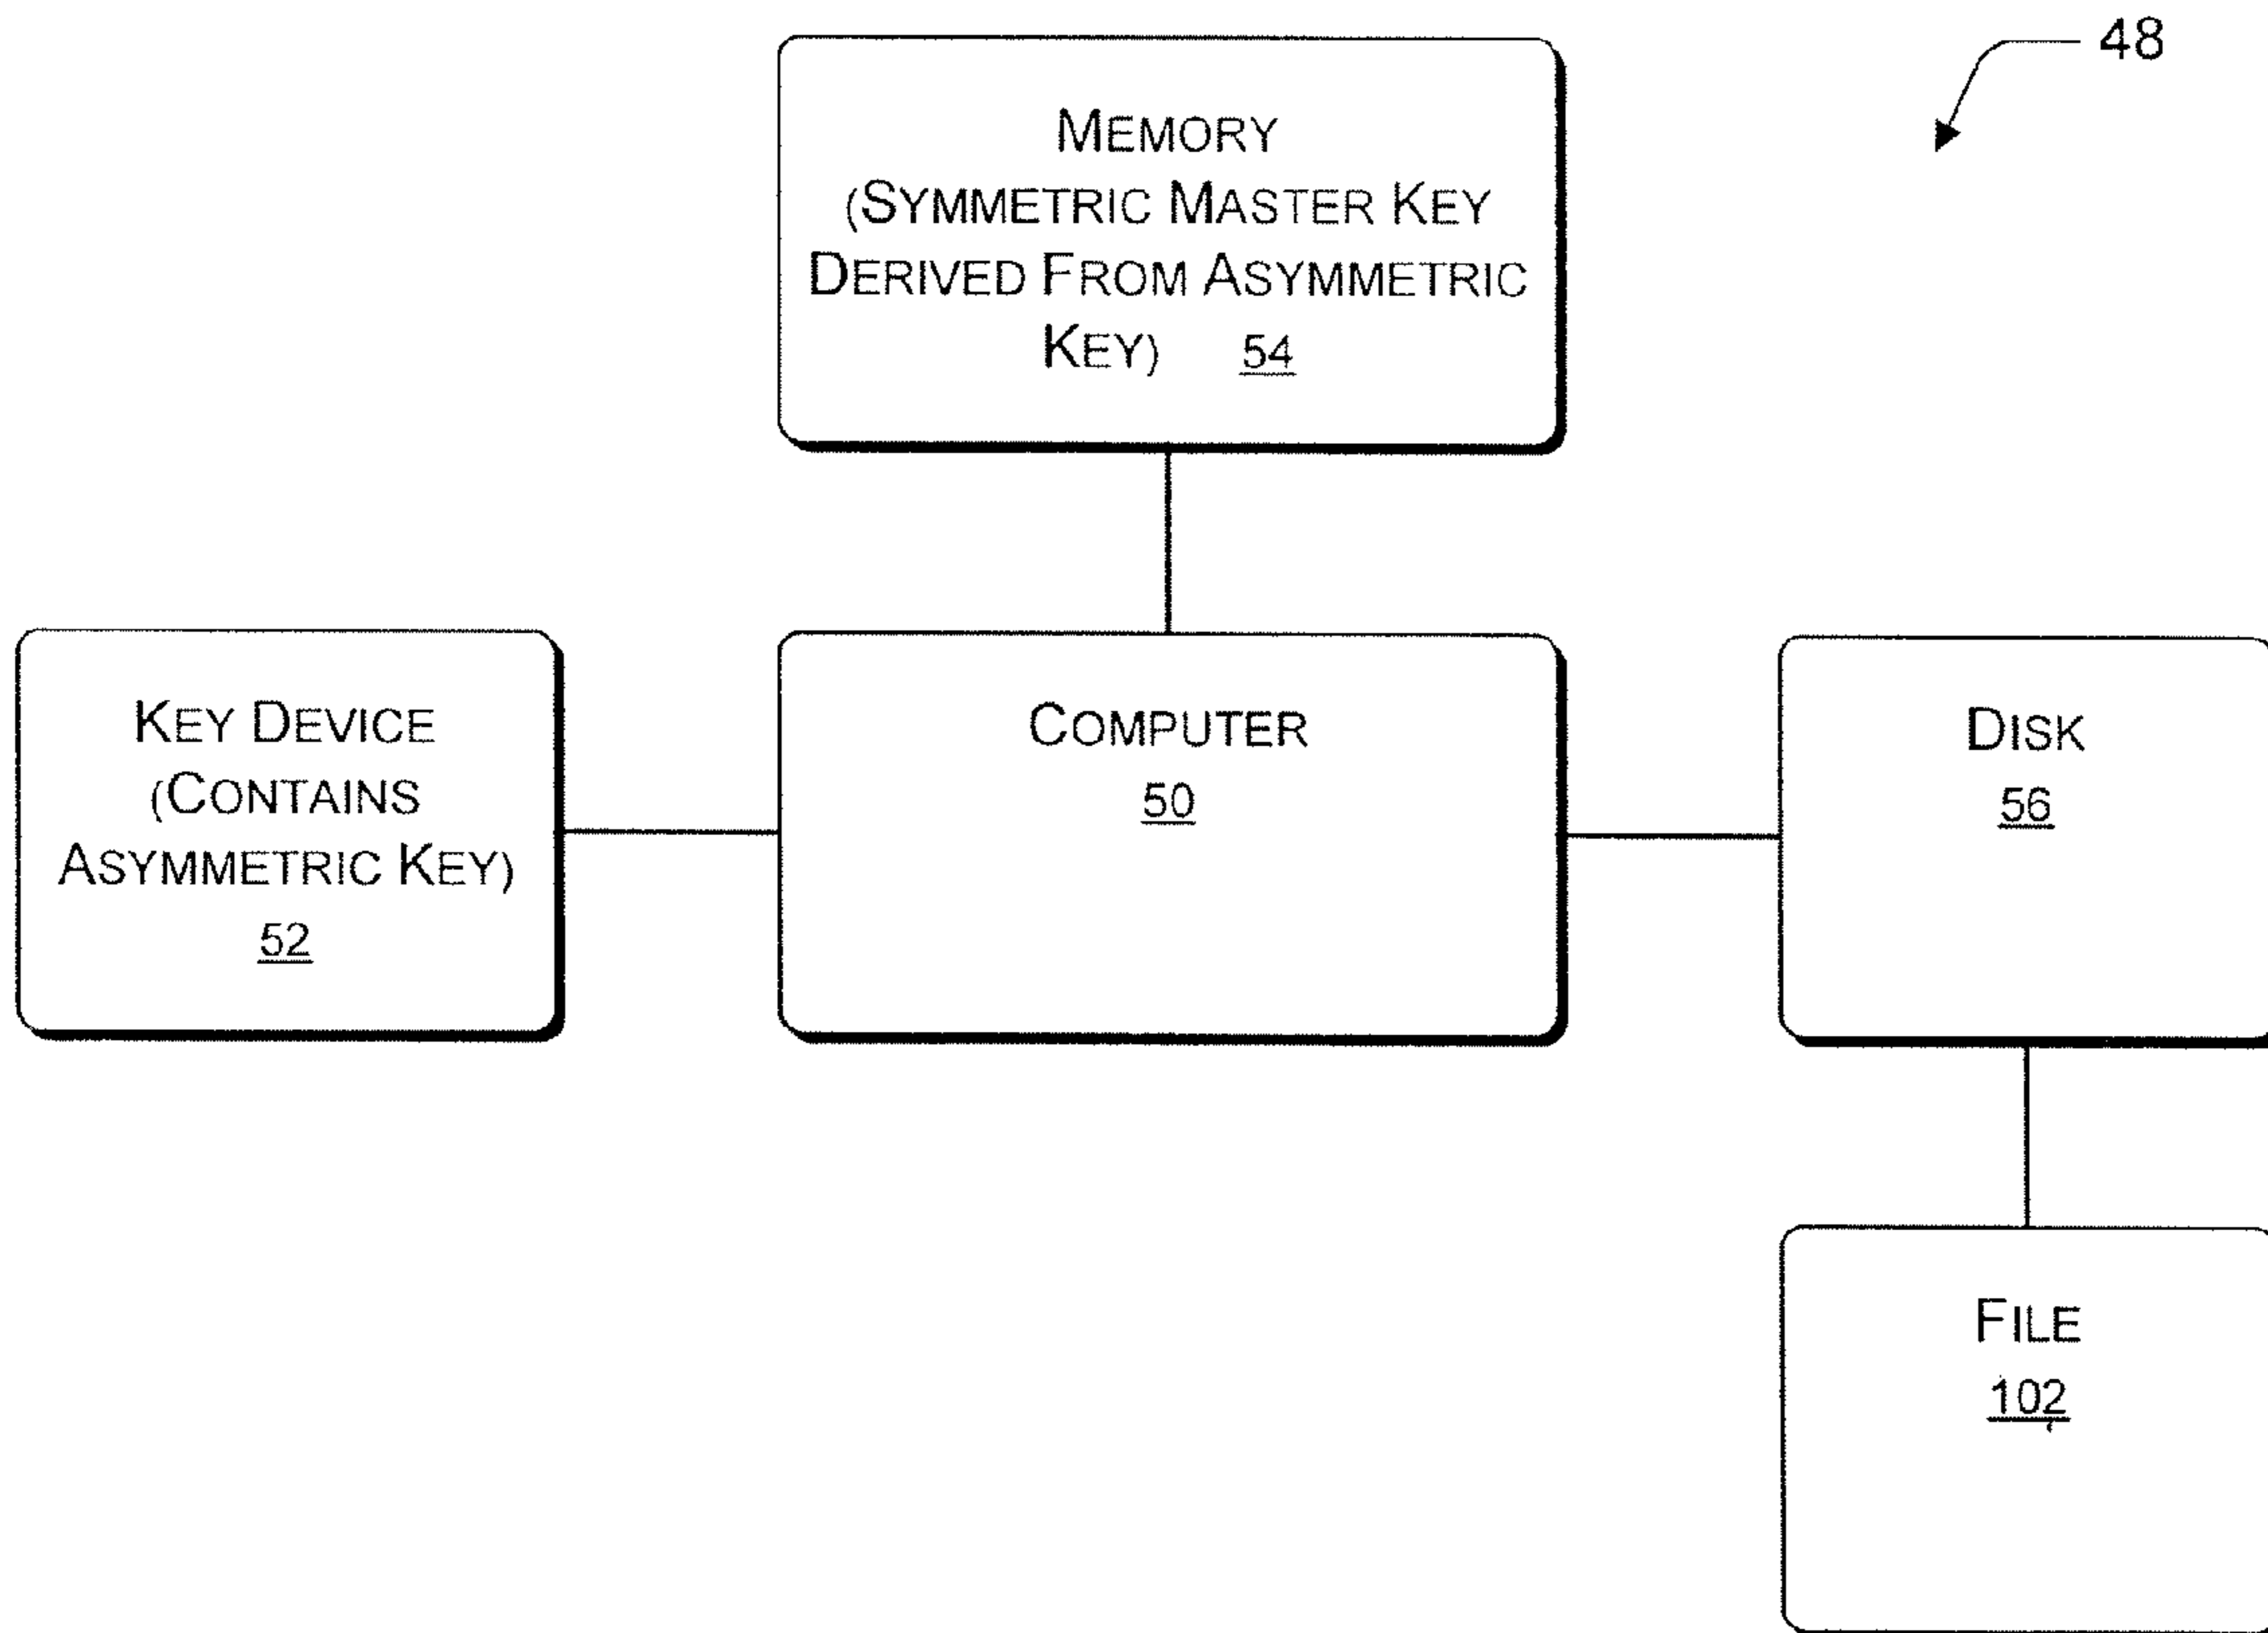 48
MEMORY
(SYMMETRIC MASTER KEY
DERIVED FROM ASYMMETRIC
KEY) 54
KEY DEVICE
(CONTAINS
ASYMMETRIC KEY)
52
COMPUTER
50
DISK
56
FILE
102